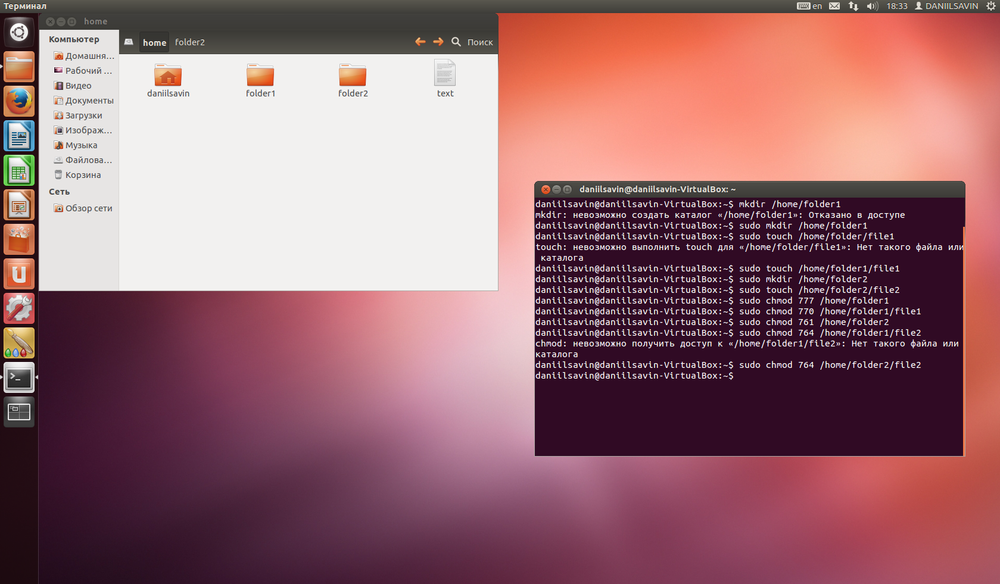 Терминал
en
18:33
DANIILSAVIN
home
Компьютер
Домашня...
Рабочий ...
Видео
Документы
Загрузки
Изображ...
Музыка
Файлова...
Корзина
Сеть
Обзор сети
home folder2
Поиск
daniilsavin
folder1
folder2
text
daniilsavin@daniilsavin-VirtualBox: ~
daniilsavin@daniilsavin-VirtualBox:~$ mkdir /home/folder1
mkdir: невозможно создать каталог «/home/folder1»: Отказано в доступе
daniilsavin@daniilsavin-VirtualBox:~$ sudo mkdir /home/folder1
daniilsavin@daniilsavin-VirtualBox:~$ sudo touch /home/folder/file1
touch: невозможно выполнить touch для «/home/folder/file1»: Нет такого файла или
каталога
daniilsavin@daniilsavin-VirtualBox:~$ sudo touch /home/folder1/file1
daniilsavin@daniilsavin-VirtualBox:~$ sudo mkdir /home/folder2
daniilsavin@daniilsavin-VirtualBox:~$ sudo touch /home/folder2/file2
daniilsavin@daniilsavin-VirtualBox:~$ sudo chmod 777 /home/folder1
daniilsavin@daniilsavin-VirtualBox:~$ sudo chmod 770 /home/folder1/file1
daniilsavin@daniilsavin-VirtualBox:~$ sudo chmod 761 /home/folder2
daniilsavin@daniilsavin-VirtualBox:~$ sudo chmod 764 /home/folder1/file2
chmod: невозможно получить доступ к «/home/folder1/file2»: Нет такого файла или
каталога
daniilsavin@daniilsavin-VirtualBox:~$ sudo chmod 764 /home/folder2/file2
daniilsavin@daniilsavin-VirtualBox:~$